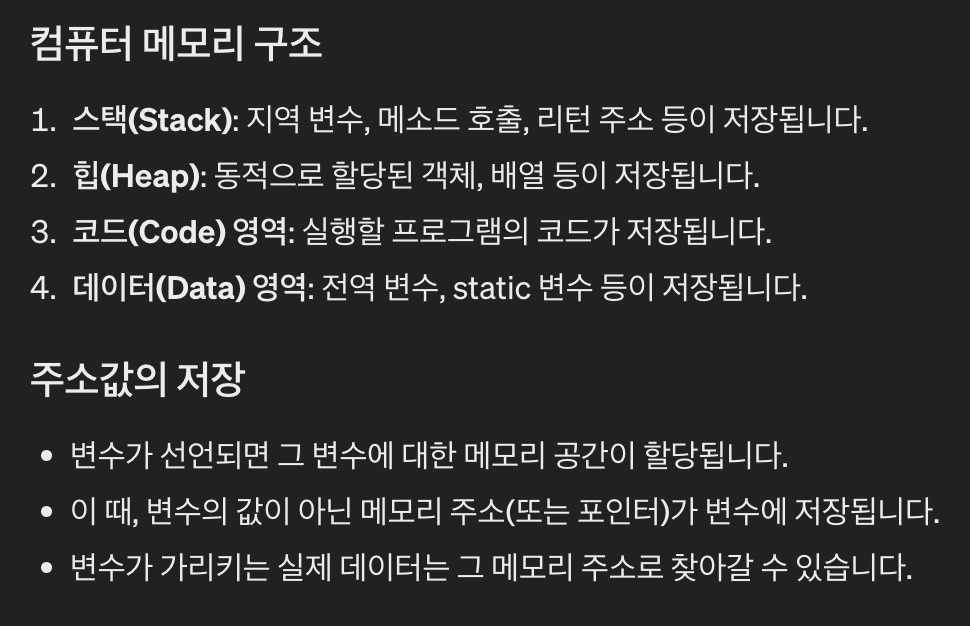 컴퓨터 메모리 구조
1. 스택(Stack): 지역 변수, 메소드 호출, 리턴 주소 등이 저장됩니다.
2. 힙(Heap): 동적으로 할당된 객체, 배열 등이 저장됩니다.
3. 코드(Code) 영역: 실행할 프로그램의 코드가 저장됩니다.
4. 데이터(Data) 영역: 전역 변수, static 변수 등이 저장됩니다.
주소값의 저장
• 변수가 선언되면 그 변수에 대한 메모리 공간이 할당됩니다.
• 이 때, 변수의 값이 아닌 메모리 주소(또는 포인터)가 변수에 저장됩니다.
• 변수가 가리키는 실제 데이터는 그 메모리 주소로 찾아갈 수 있습니다.